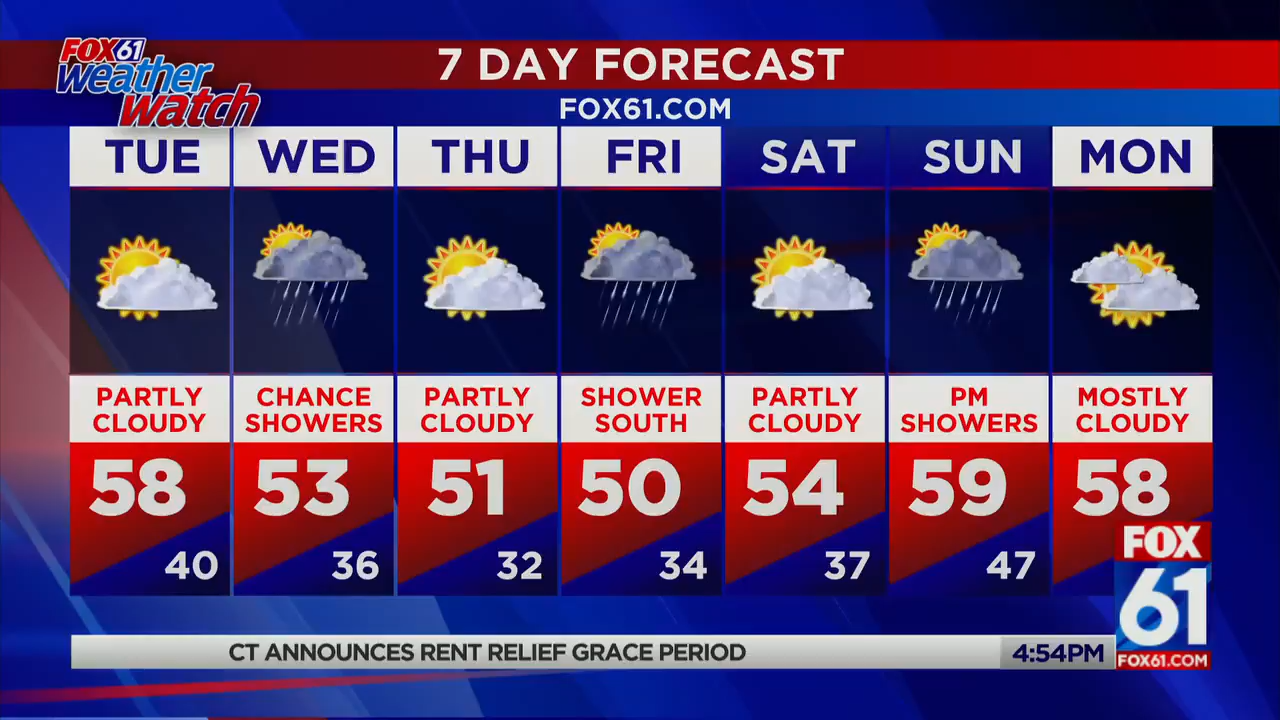 FOX61
weather
watch
7 DAY FORECAST
FOX61.COM
TUE WED THU FRI SAT SUN MON
PARTLY CLOUDY
CHANCE SHOWERS
PARTLY CLOUDY
SHOWER SOUTH
PARTLY CLOUDY
PM SHOWERS
MOSTLY CLOUDY
58 53 51 50 54 59 58
40 36 32 34 37 47
CT ANNOUNCES RENT RELIEF GRACE PERIOD
4:54PM
FOX
61
FOX61.COM